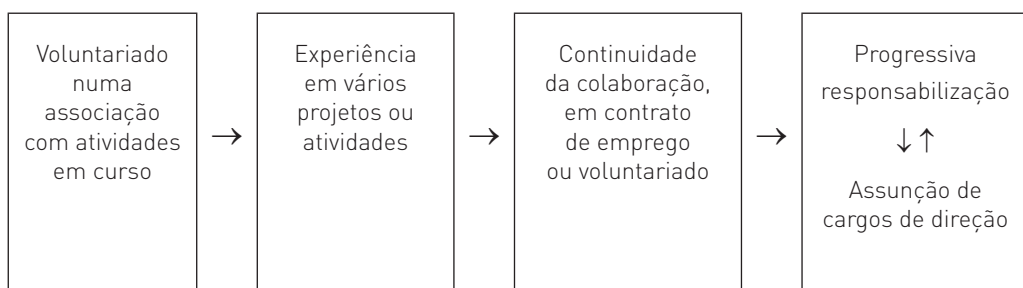 Voluntariado
numa
associação
com atividades
em curso
→
Experiência
em vários
projetos ou
atividades
→
Continuidade
da colaboração,
em contrato
de emprego
ou voluntariado
→
Progressiva
responsabilização
↓↑
Assunção de
cargos de direção